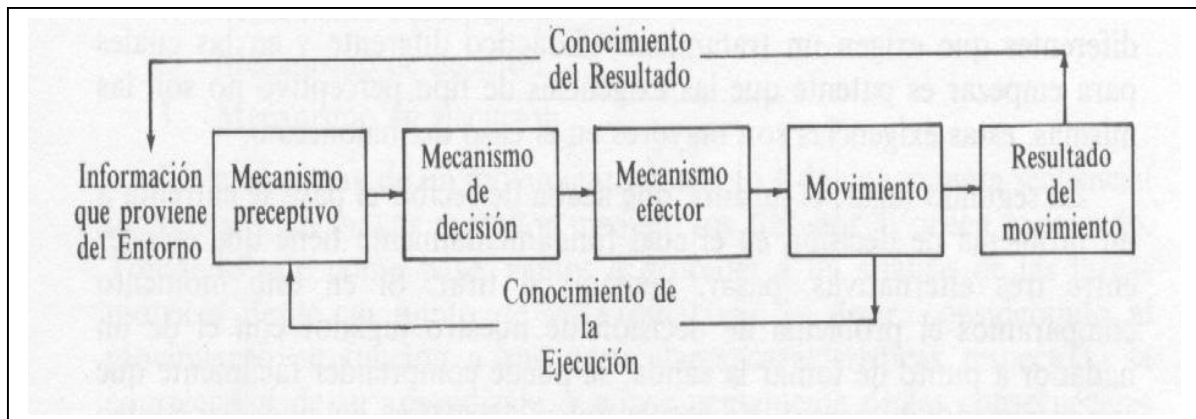 Conocimiento
del Resultado
Información
que proviene
del Entorno
Mecanismo
preceptivo
Mecanismo
de
decisión
Mecanismo
efector
Movimiento
Resultado
del
movimiento
Conocimiento de
la
Ejecución